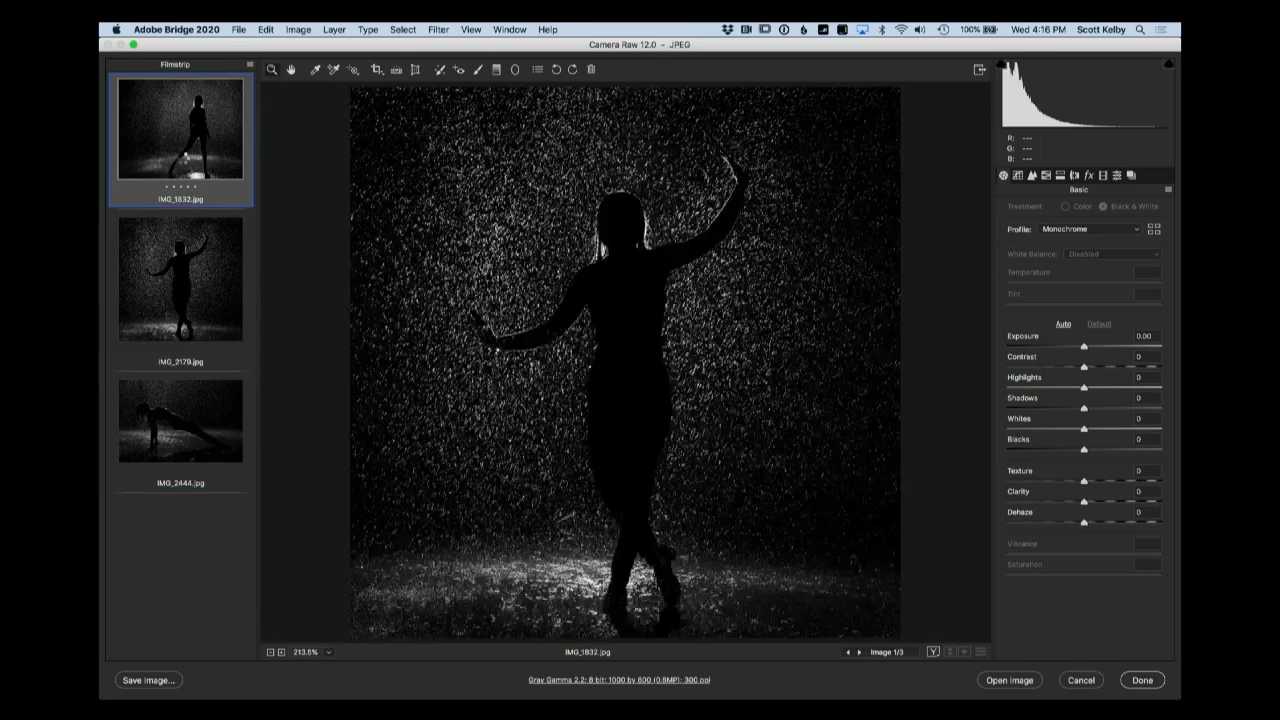 Adobe Bridge 2020 File Edit Image Layer Type Select Filter View Window Help 100% Wed 4:16 PM Scott Kelby
Camera Raw 12.0 - JPEG
Filmstrip
IMG_1832.jpg
IMG_2179.jpg
IMG_2444.jpg
R: ---
G: ---
B: ---
fx
Basic
Treatment: Color Black & White
Profile: Monochrome
White Balance: Disabled
Temperature
Tint
Auto Default
Exposure 0.00
Contrast 0
Highlights 0
Shadows 0
Whites 0
Blacks 0
Texture 0
Clarity 0
Dehaze 0
Vibrance
Saturation
213.5% IMG_1832.jpg Image 1/3 Y
Save Image... Gray Gamma 2.2; 8 bit; 1000 by 800 (0.8MP); 300 ppi Open Image Cancel Done